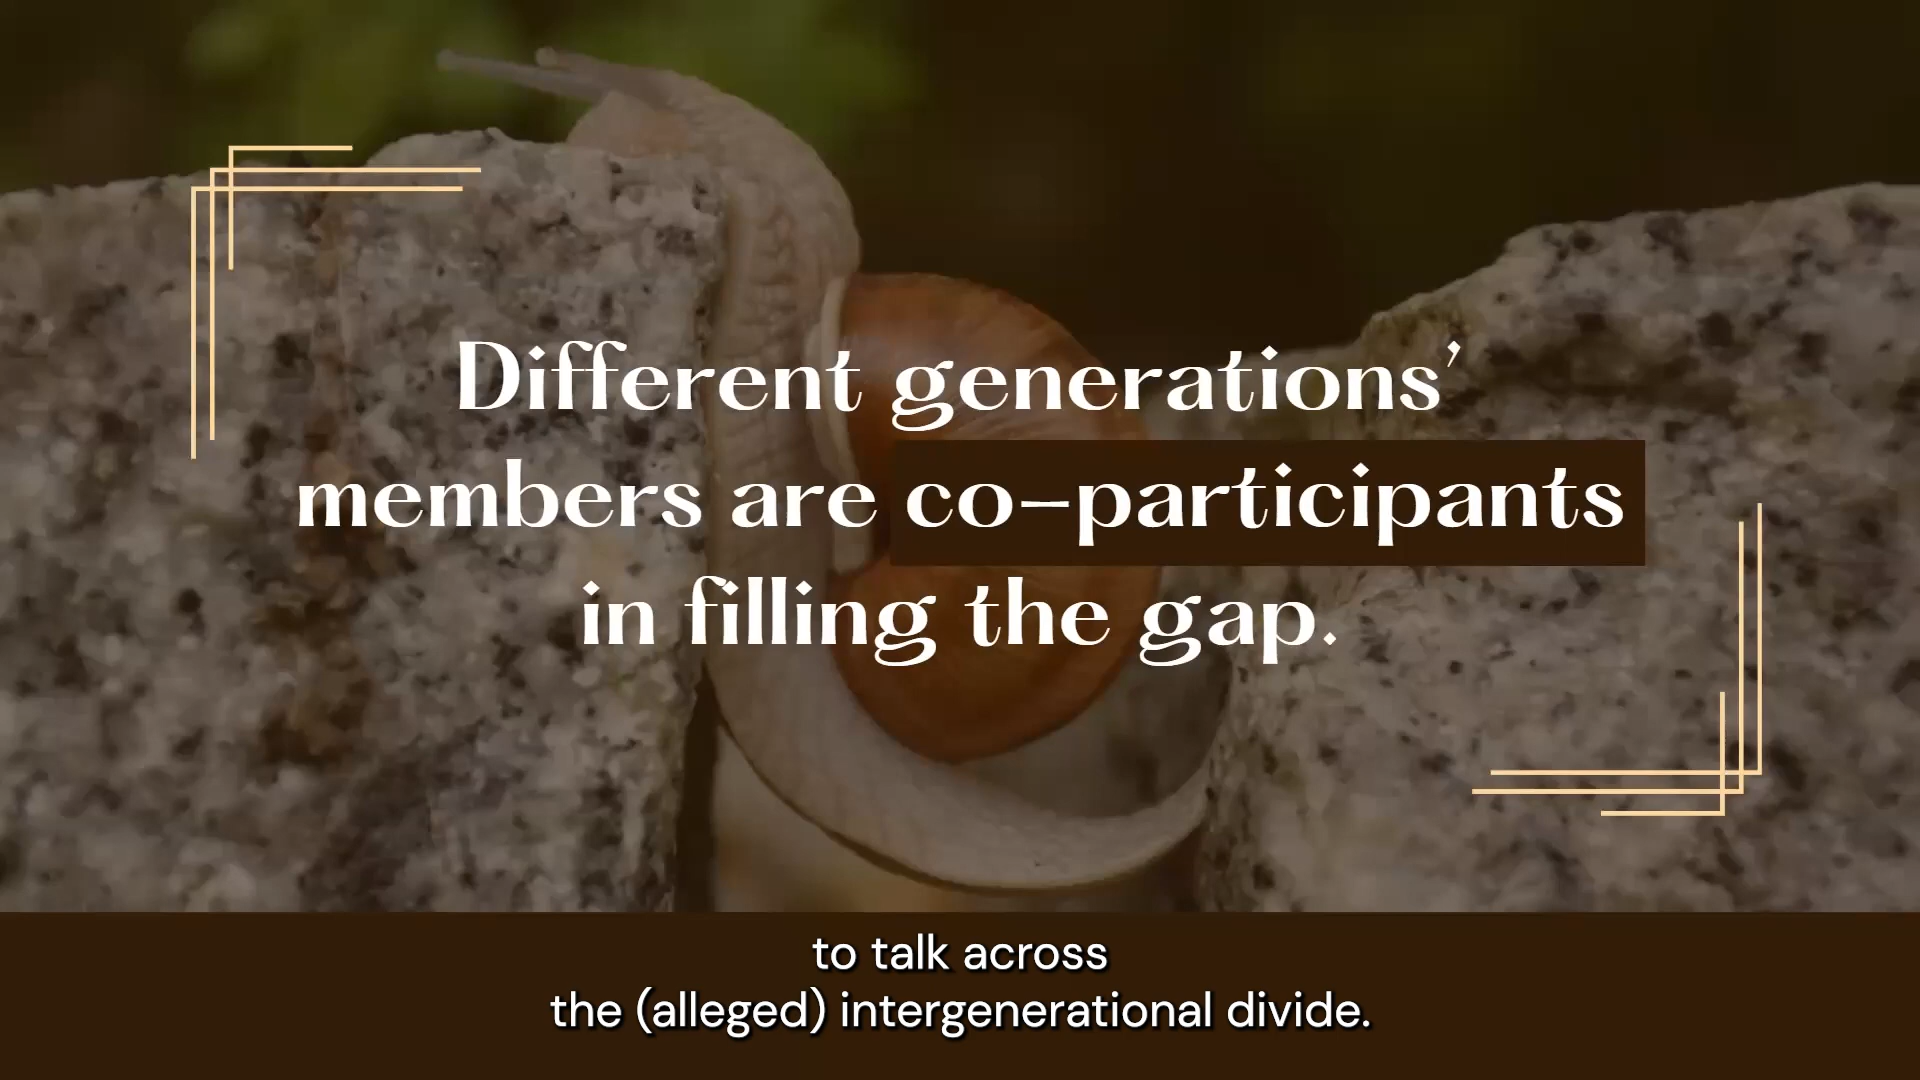 Different generations’
members are co-participants
in filling the gap.
to talk across
the (alleged) intergenerational divide.